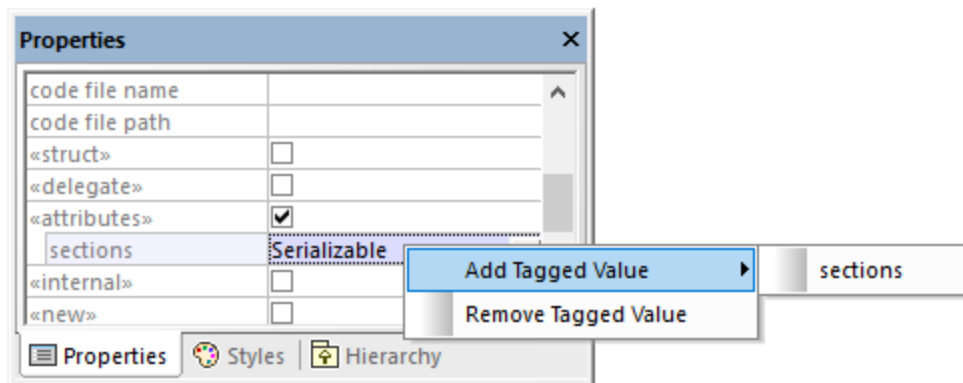 Properties
code file name
code file path
«struct»
«delegate»
«attributes»
sections Serializable
Add Tagged Value sections
«internal»
Remove Tagged Value
«new»
Properties Styles Hierarchy